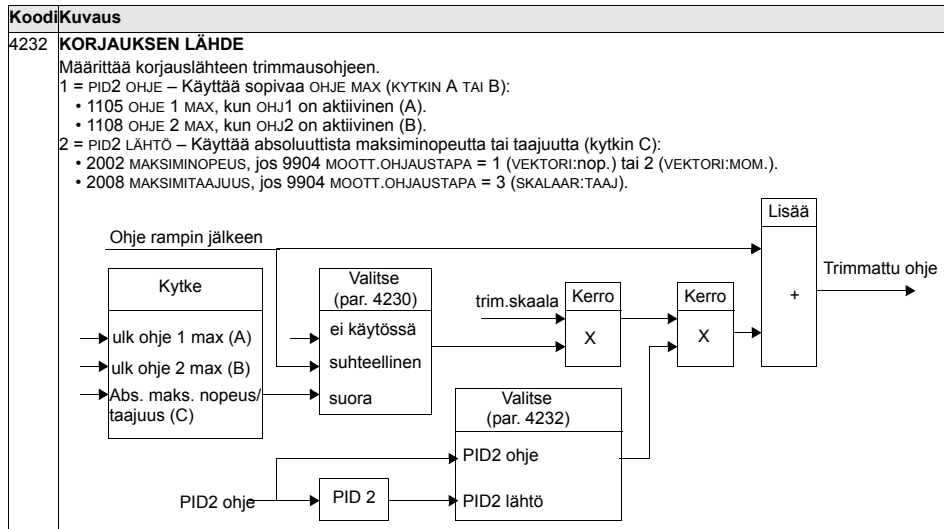 Koodi Kuvaus
4232 KORJAUKSEN LÄHDE
Määrittää korjauslähteen trimmausohjeen.
1 = PID2 OHJE – Käyttää sopivaa OHJE MAX (KYTKIN A TAI B):
• 1105 OHJE 1 MAX, kun OHJ1 on aktiivinen (A).
• 1108 OHJE 2 MAX, kun OHJ2 on aktiivinen (B).
2 = PID2 LÄHTÖ – Käyttää absoluuttista maksiminopeutta tai taajuutta (kytkin C):
• 2002 MAKSIMINOPEUS, jos 9904 MOOTT.OHJAUSTAPA = 1 (VEKTORI:nop.) tai 2 (VEKTORI:MOM.).
• 2008 MAKSIMITAAJUUS, jos 9904 MOOTT.OHJAUSTAPA = 3 (SKALAAR:TAAJ).
Lisää
Ohje rampin jälkeen
Trimmattu ohje
+
Kytke
ulk ohje 1 max (A)
ulk ohje 2 max (B)
Abs. maks. nopeus/
taajuus (C)
Valitse
(par. 4230)
ei käytössä
suhteellinen
suora
trim.skaala
Kerro
X
Kerro
X
Valitse
(par. 4232)
PID2 ohje
PID2 lähtö
PID2 ohje
PID 2